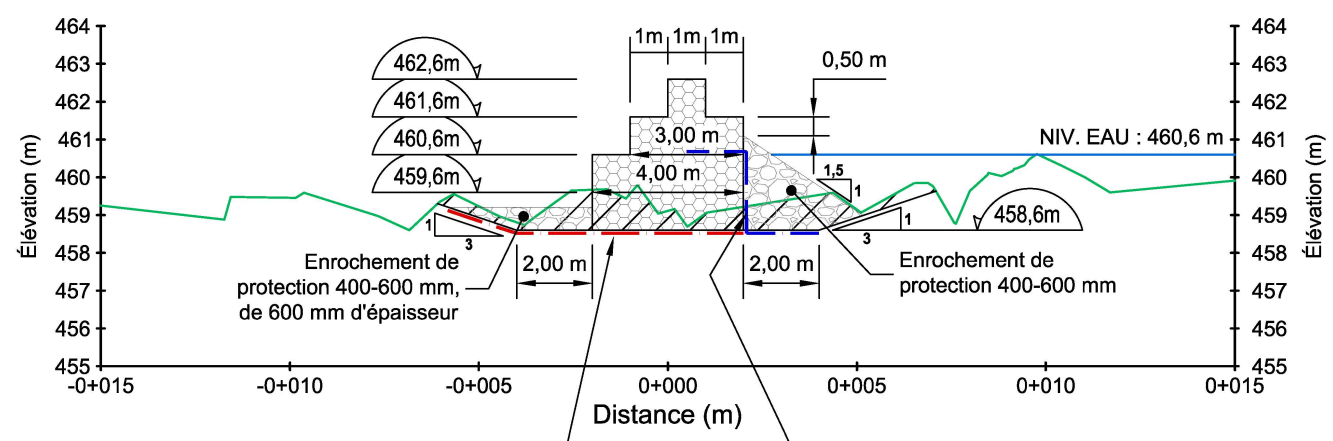 464
464
1m 1m 1m
463
462,6m
0,50 m
463
462
461,6m
462
461
460,6m
3,00 m
NIV. EAU : 460,6 m
461
460
459,6m
4,00 m
1,5
1
460
459
458,6m
459
1
3
1
3
458
458
Enrochement de
protection 400-600 mm,
de 600 mm d'épaisseur
2,00 m
2,00 m
Enrochement de
protection 400-600 mm
457
457
456
456
455
455
Élévation (m)
Élévation (m)
-0+015
-0+010
-0+005
0+000
0+005
0+010
0+015
Distance (m)